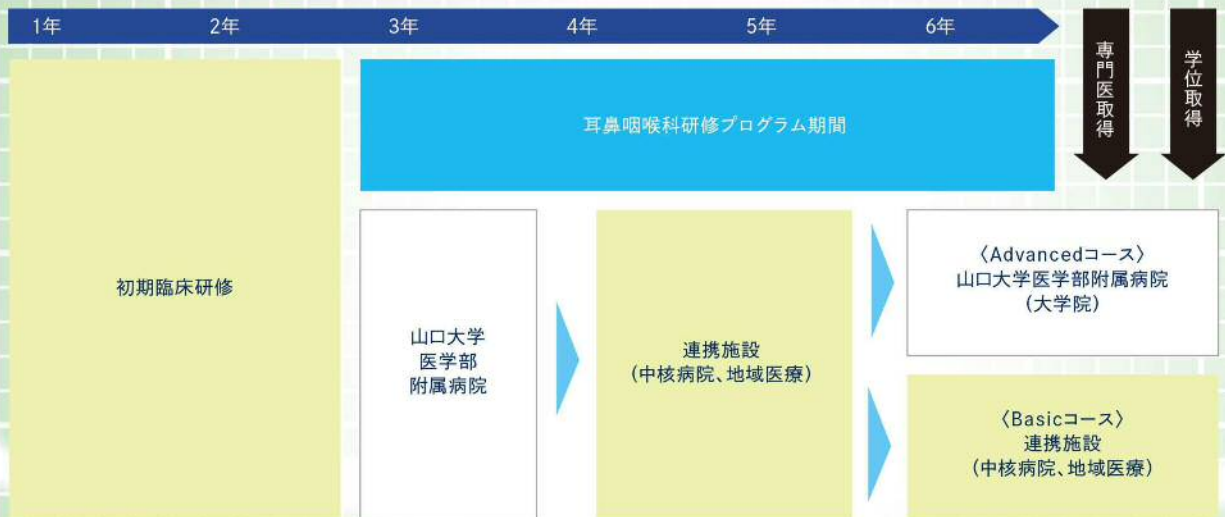 1年
2年
3年
4年
5年
6年
専門医取得
学位取得
耳鼻咽喉科研修プログラム期間
初期臨床研修
山口大学
医学部
附属病院
連携施設
(中核病院、地域医療)
〈Advancedコース〉
山口大学医学部附属病院
(大学院)
〈Basicコース〉
連携施設
(中核病院、地域医療)